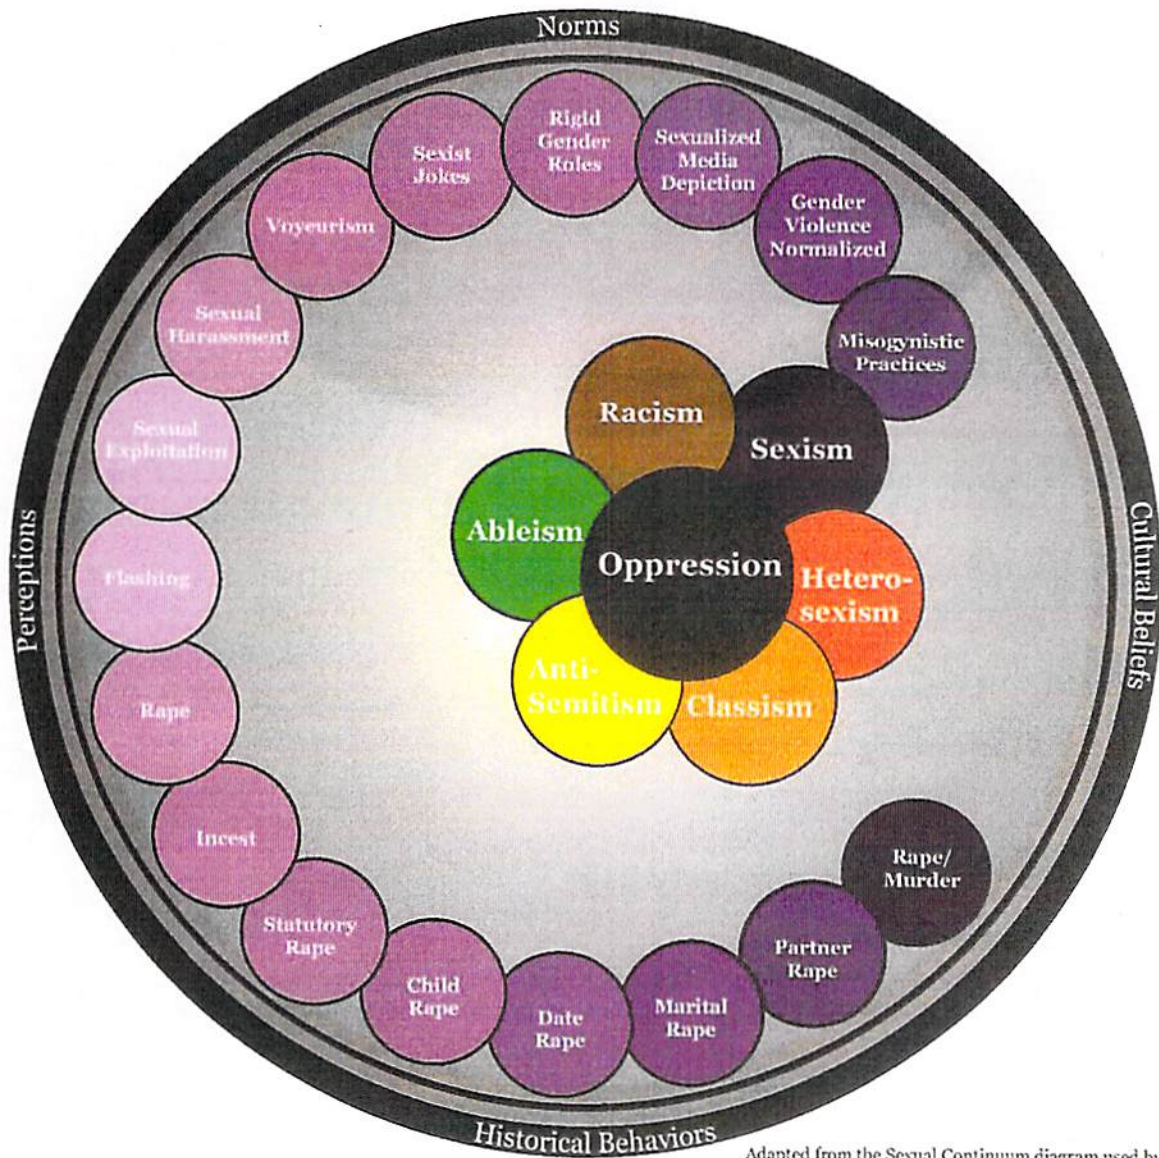 Norms
Rigid
Gender
Roles
Sexualized
Media
Depiction
Gender
Violence
Normalized
Misogynistic
Practices
Sexist
Jokes
Voyeurism
Sexual
Harassment
Sexual
Exploitation
Flashing
Rape
Incest
Statutory
Rape
Child
Rape
Date
Rape
Marital
Rape
Partner
Rape
Rape/
Murder
Racism
Sexism
Ableism
Oppression
Hetero-
sexism
Anti-
Semitism
Classism
Perceptions
Cultural Beliefs
Historical Behaviors
Adapted from the Sexual Continuum diagram used by